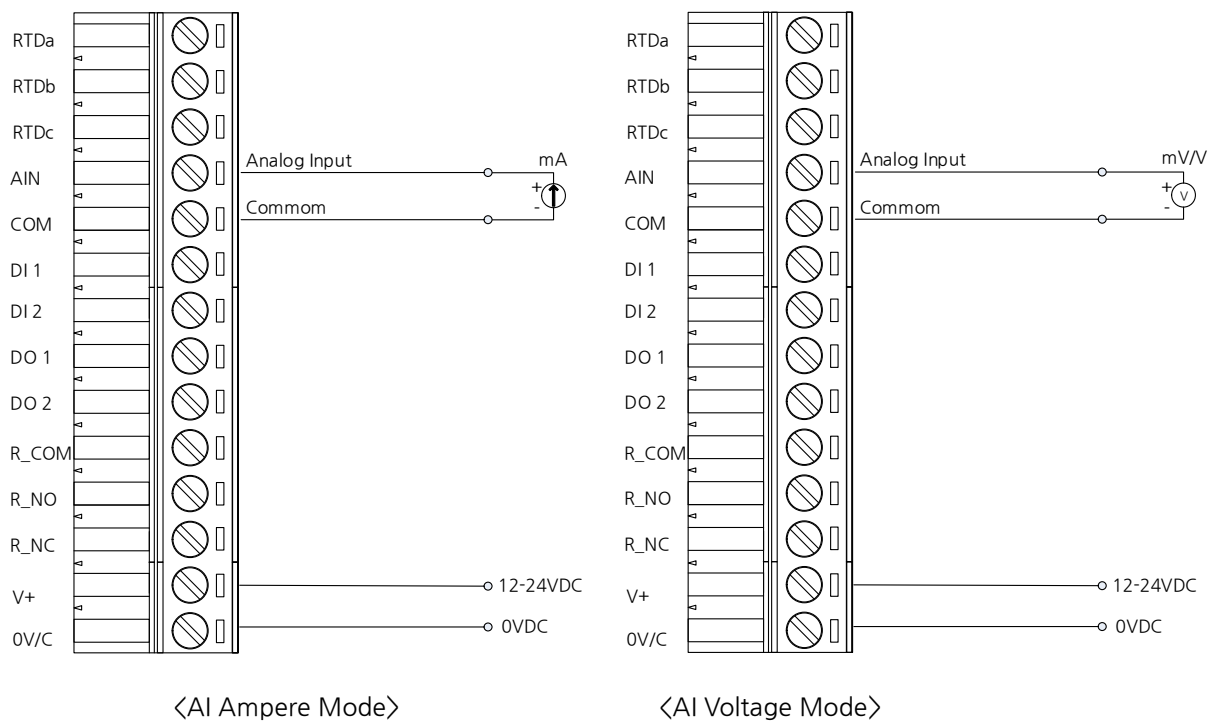 RTDa
RTDb
RTDc
AIN
COM
DI 1
DI 2
DO 1
DO 2
R_COM
R_NO
R_NC
V+
0V/C
Analog Input
mA
+
Commom
-
12-24VDC
0VDC
<AI Ampere Mode>
RTDa
RTDb
RTDc
AIN
COM
DI 1
DI 2
DO 1
DO 2
R_COM
R_NO
R_NC
V+
0V/C
Analog Input
mV/V
+
V
Commom
-
12-24VDC
0VDC
<AI Voltage Mode>